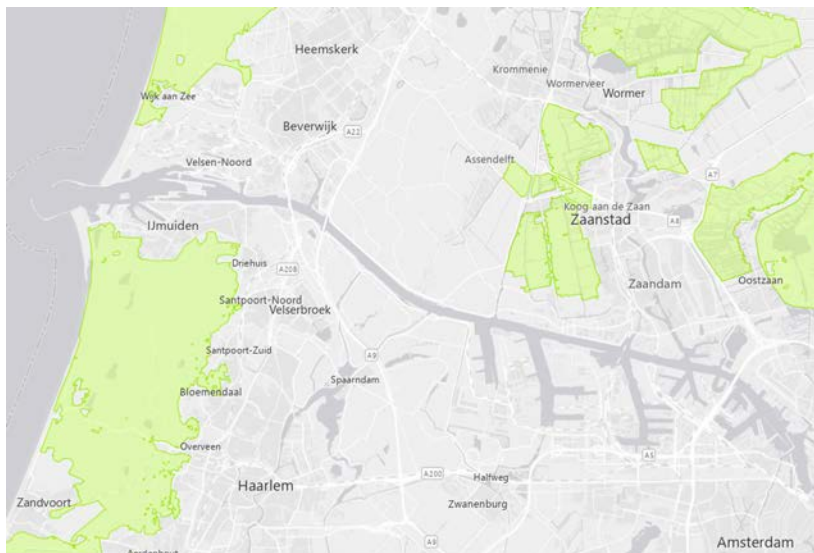 Heemskerk
Krommenie
Wormerveer
Wormer
Wijk aan Zee
Beverwijk
A22
Velsen-Noord
Assendelft
A7
Koog aan de Zaan
Zaanstad
A8
IJmuiden
Driehuis
A208
Oostzaan
Zaandam
Santpoort-Noord
Velserbroek
Santpoort-Zuid
A9
Spaarndam
Bloemendaal
Overveen
A5
A200
Halfweg
Haarlem
Zandvoort
Zwanenburg
A9
Amsterdam